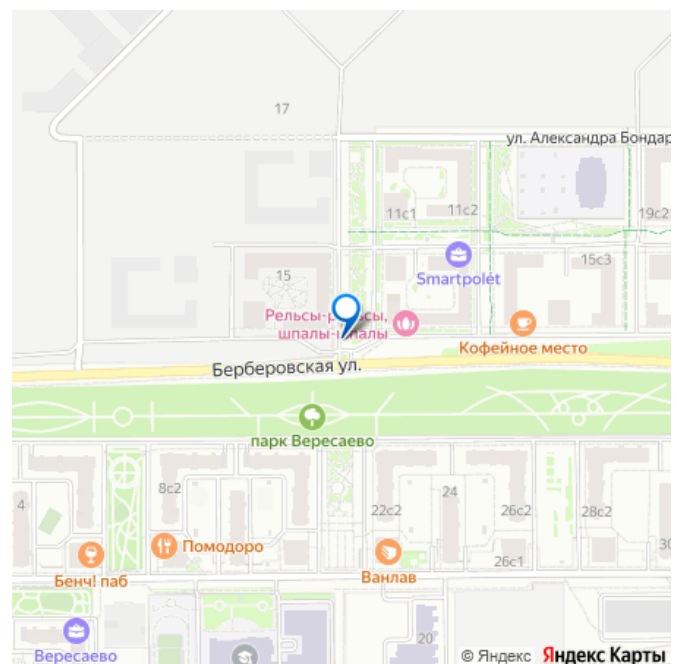 17
ул. Александра Бондар
11с1
11с2
19с2
Smartpolét
15с3
15
Рельсы-рельсы,
шпалы-шпалы
Кофейное место
Берберовская ул.
парк Вересаево
4
8с2
22с2
24
26с2
28с2
Помодоро
Бенч! паб
Ванлав
26с1
30
20
Вересаево
© Яндекс Яндекс Карты